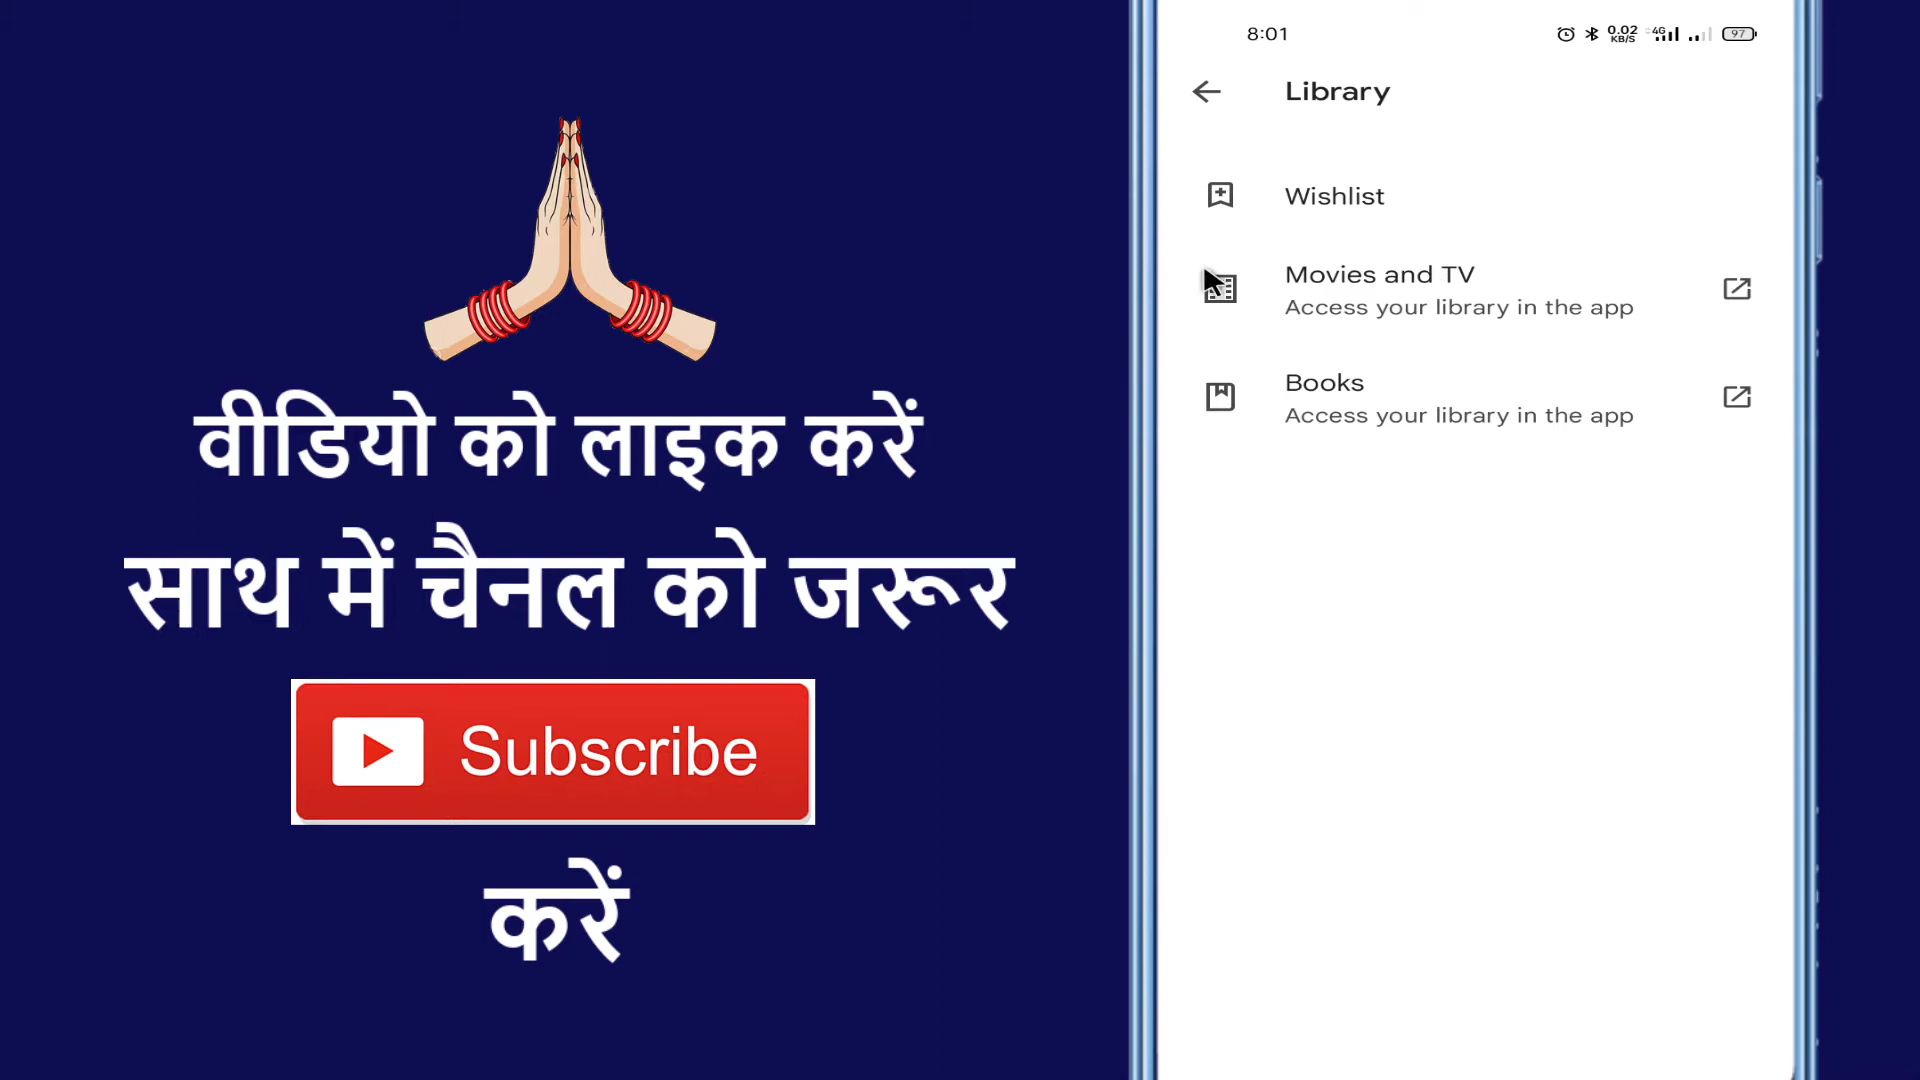 वीडियो को लाइक करें
साथ में चैनल को जरूर
Subscribe
करें
8:01
0.02
KB/S
4G
97
Library
Wishlist
Movies and TV
Access your library in the app
Books
Access your library in the app